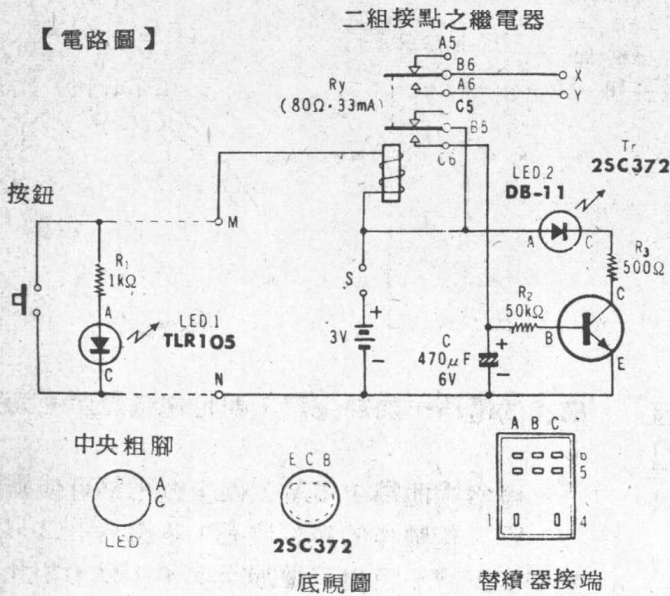 【電路圖】
二組接點之繼電器
A5
B6
X
A6
Y
Ry
(80Ω·33mA)
C5
B5
C6
Tr
2SC372
LED.2
DB-11
按鈕
M
A
C
R1
1kΩ
R3
500Ω
S
A
LED.1
TLR105
C
3V
+
−
R2
50kΩ
B
C
E
C
470μF
6V
+
−
N
中央粗腳
A
C
LED
E C B
2SC372
底視圖
A B C
6
5
1
4
替續器接端